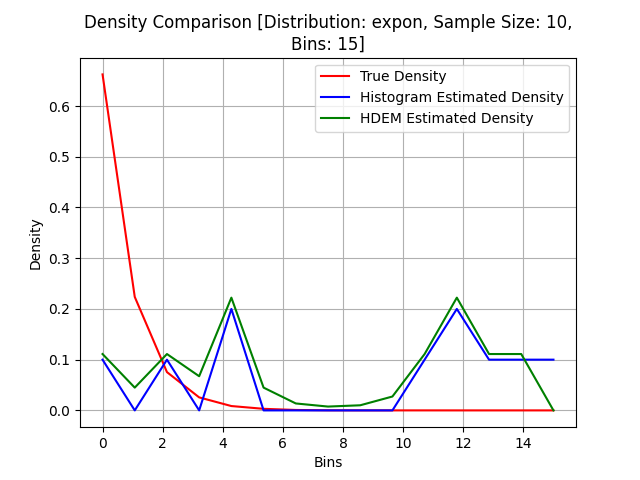 Density Comparison [Distribution: expon, Sample Size: 10,
Bins: 15]
True Density
Histogram Estimated Density
HDEM Estimated Density
Density
0.6
0.5
0.4
0.3
0.2
0.1
0.0
0 2 4 6 8 10 12 14
Bins